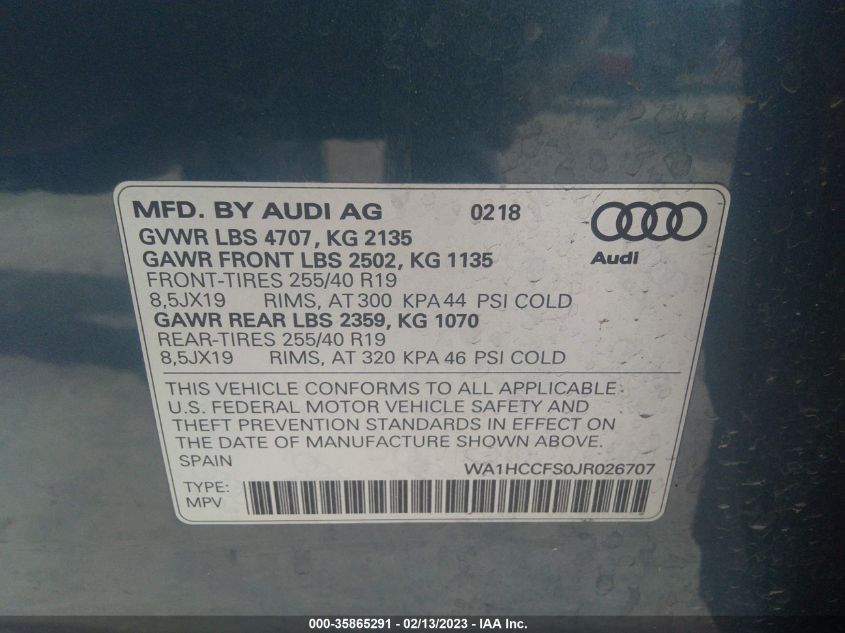 MFD. BY AUDI AG 0218
GVWR LBS 4707, KG 2135
GAWR FRONT LBS 2502, KG 1135 Audi
FRONT-TIRES 255/40 R19
8,5JX19 RIMS, AT 300 KPA 44 PSI COLD
GAWR REAR LBS 2359, KG 1070
REAR-TIRES 255/40 R19
8,5JX19 RIMS, AT 320 KPA 46 PSI COLD
THIS VEHICLE CONFORMS TO ALL APPLICABLE
U.S. FEDERAL MOTOR VEHICLE SAFETY AND
THEFT PREVENTION STANDARDS IN EFFECT ON
THE DATE OF MANUFACTURE SHOWN ABOVE.
SPAIN WA1HCCFS0JR026707
TYPE:
MPV
000-35865291 - 02/13/2023 - IAA Inc.